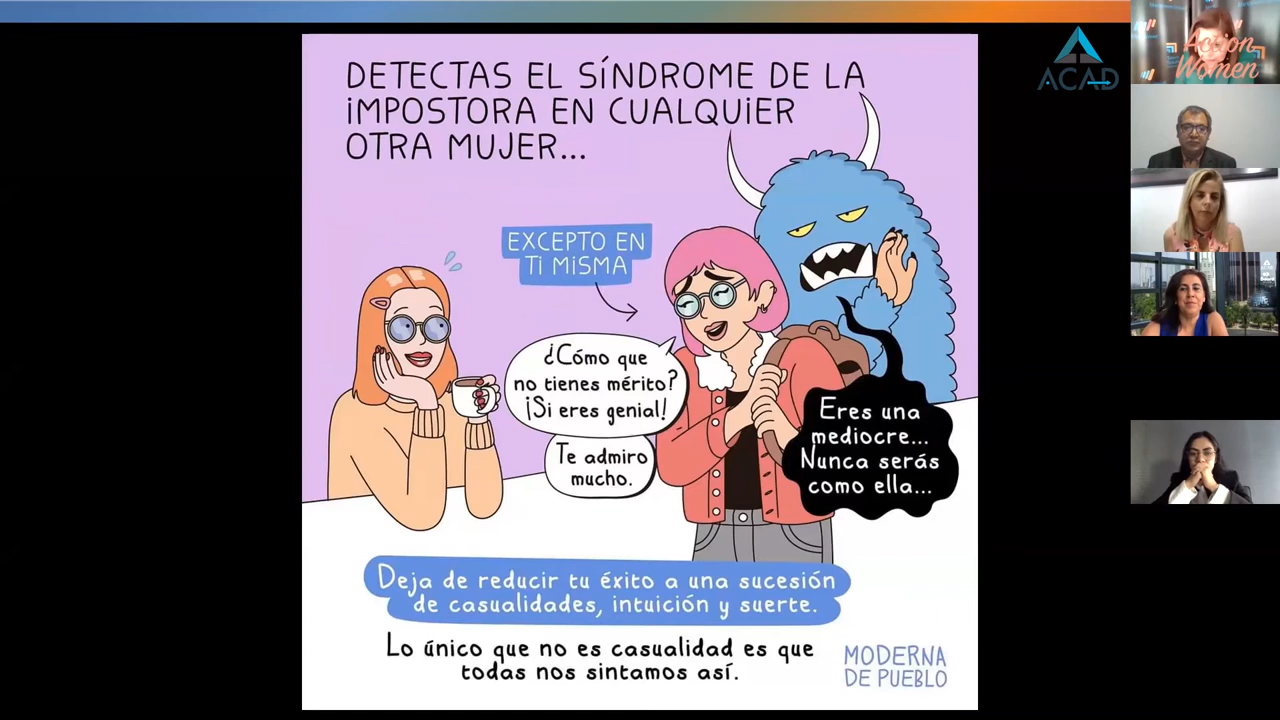 DETECTAS EL SÍNDROME DE LA
IMPOSTORA EN CUALQUIER
OTRA MUJER...
EXCEPTO EN
TI MISMA
¿Cómo que
no tienes mérito?
¡Si eres genial!
Te admiro
mucho.
Eres una
mediocre...
Nunca serás
como ella...
Deja de reducir tu éxito a una sucesión
de casualidades, intuición y suerte.
Lo único que no es casualidad es que
todas nos sintamos así.
MODERNA
DE PUEBLO
ACAD
Action
Women